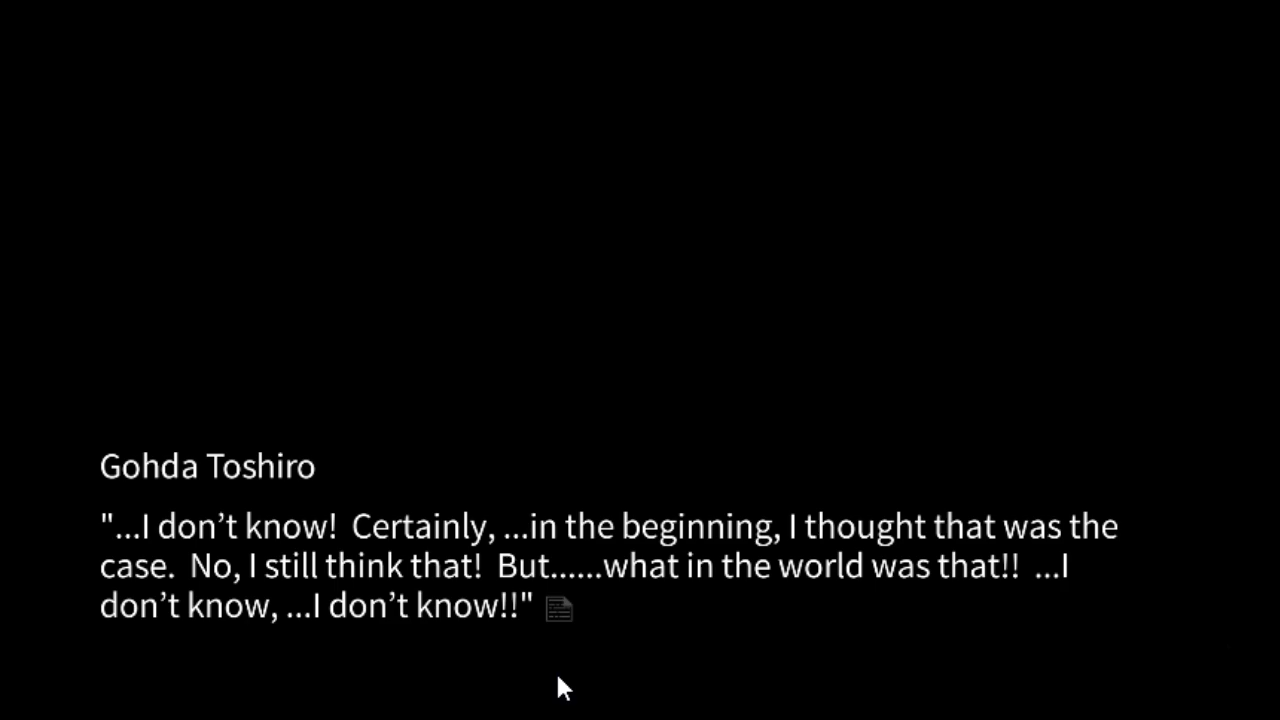 Gohda Toshiro
"...I don’t know!  Certainly, ...in the beginning, I thought that was the
case.  No, I still think that!  But......what in the world was that!!  ...I
don’t know, ...I don’t know!!"